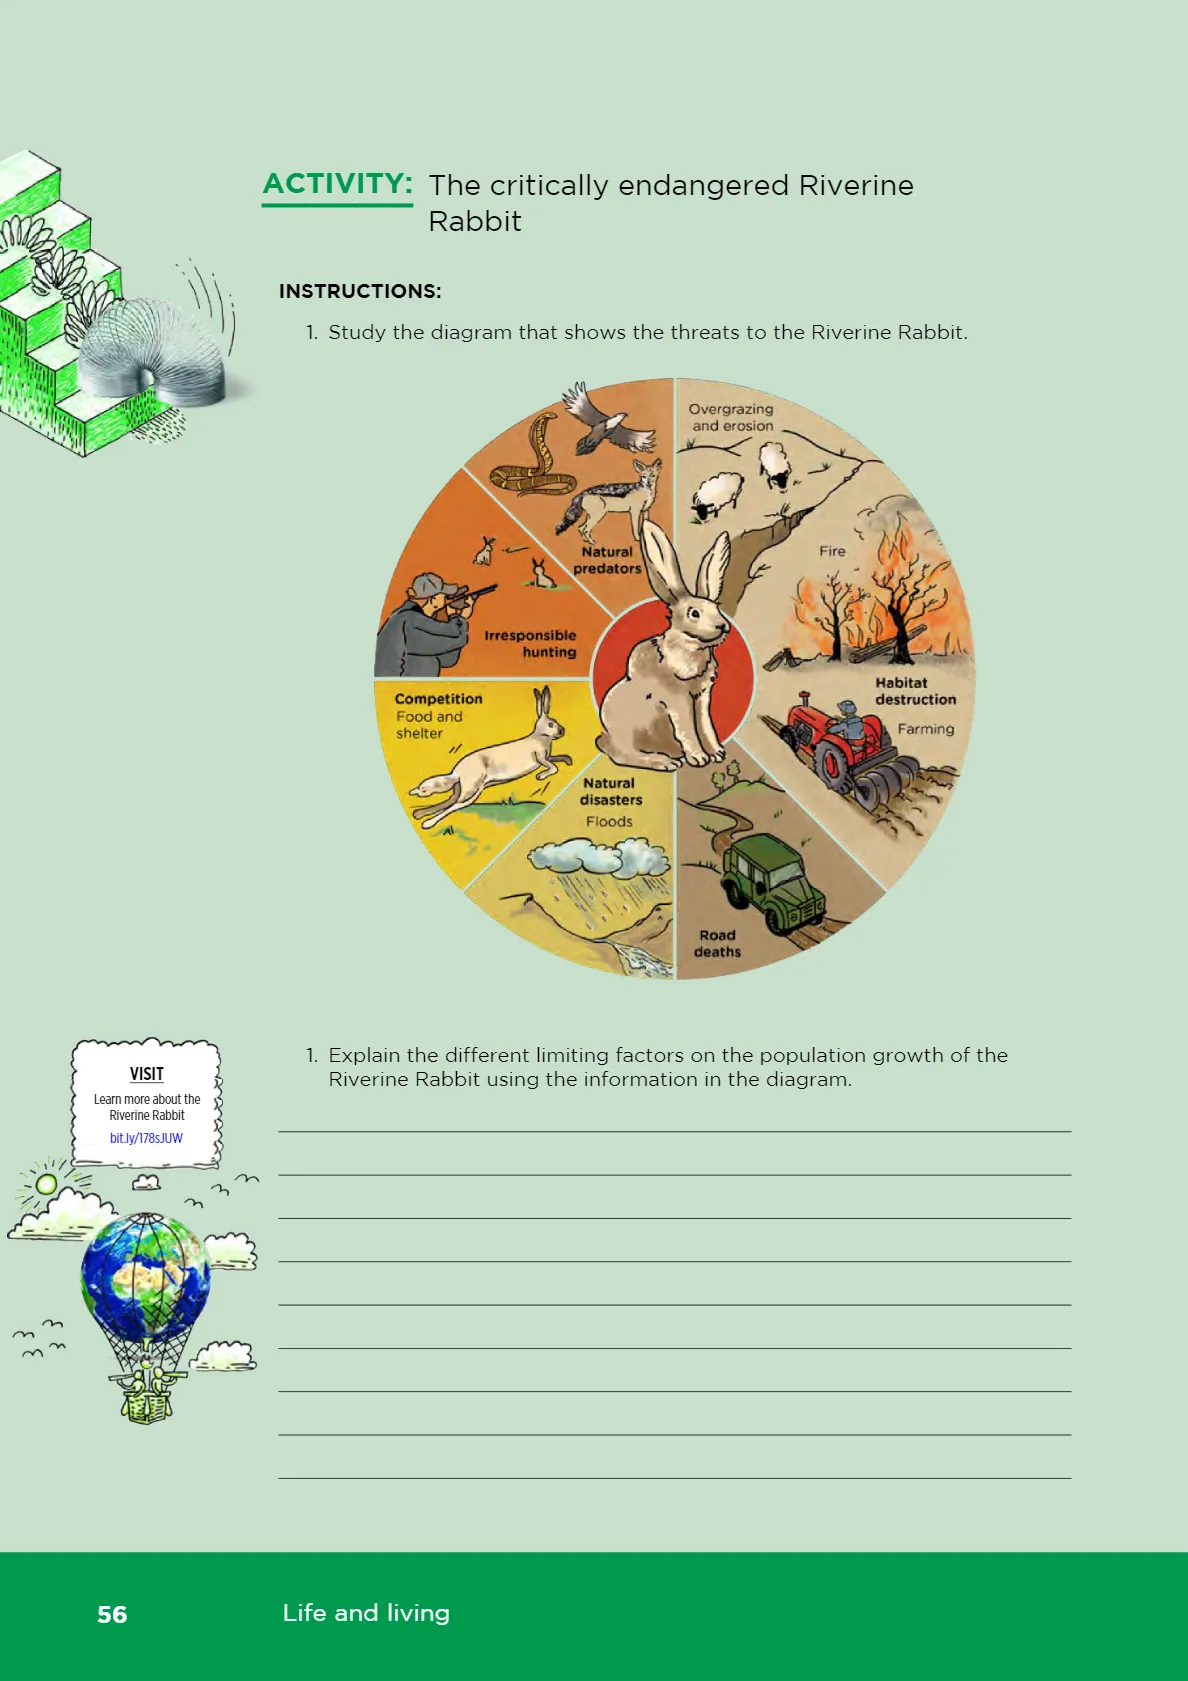 ACTIVITY: The critically endangered Riverine
Rabbit
INSTRUCTIONS:
1. Study the diagram that shows the threats to the Riverine Rabbit.
Overgrazing
and erosion
Fire
Habitat
destruction
Farming
Road
deaths
Natural
disasters
Floods
Competition
Food and
shelter
Irresponsible
hunting
Natural
predators
VISIT
Learn more about the
Riverine Rabbit
bit.ly/178sJUW
1. Explain the different limiting factors on the population growth of the
Riverine Rabbit using the information in the diagram.
56
Life and living